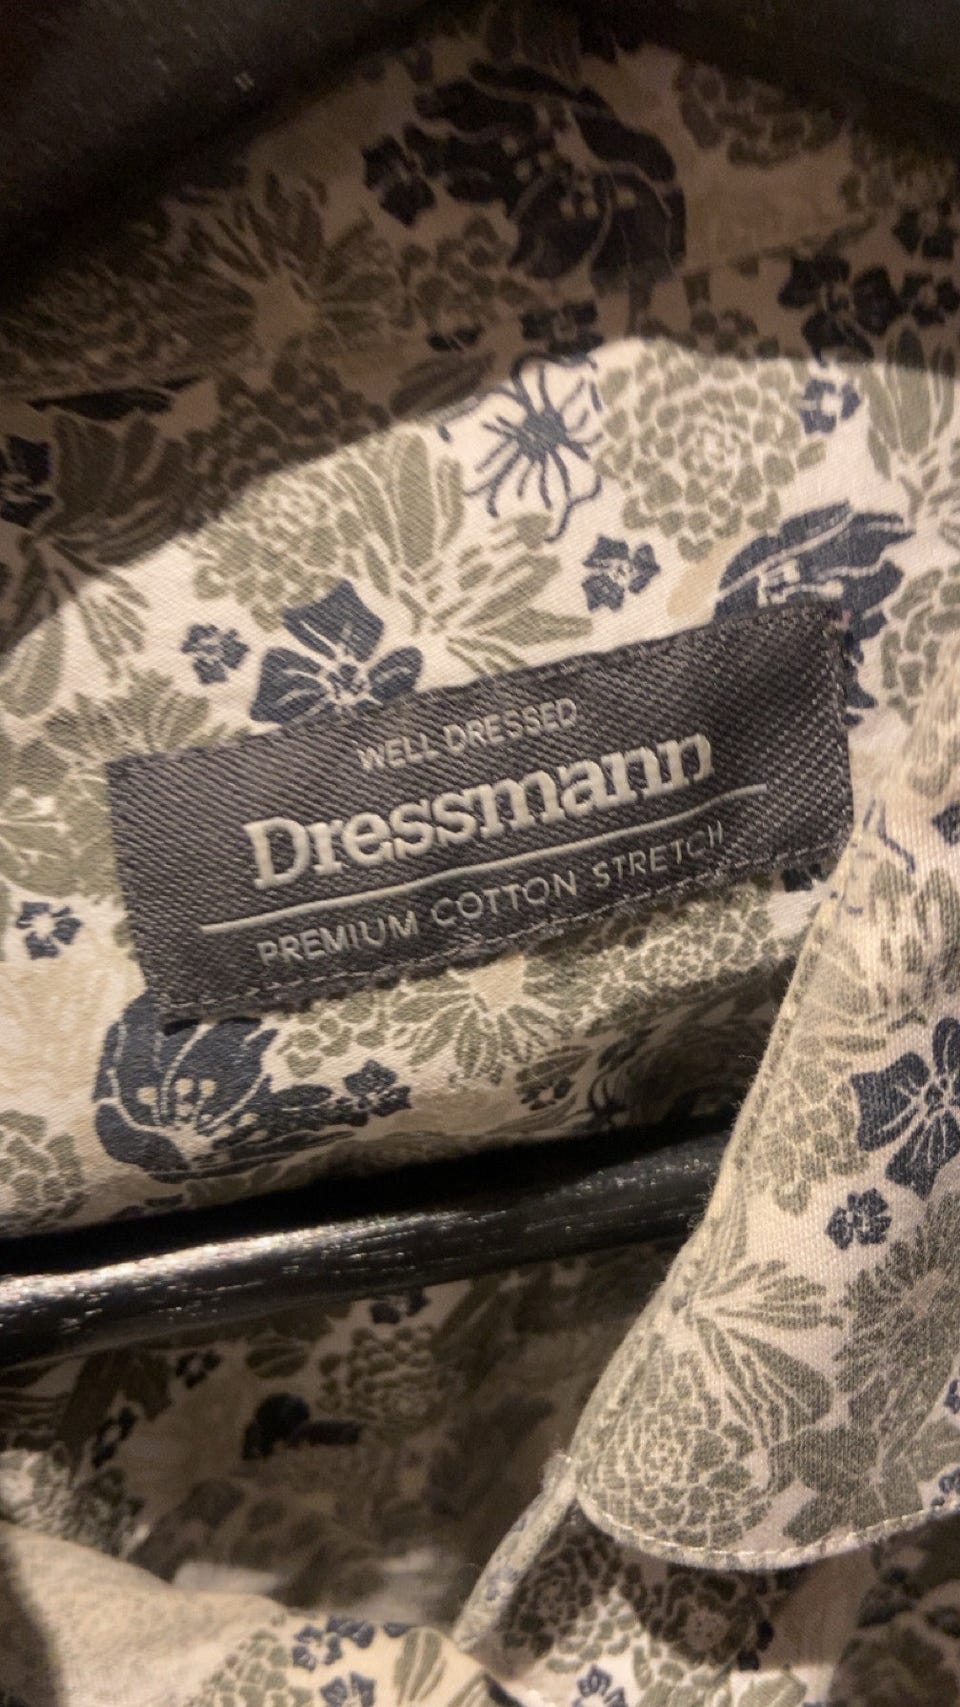 WELL DRESSED
Dressmann
PREMIUM COTTON STRETCH